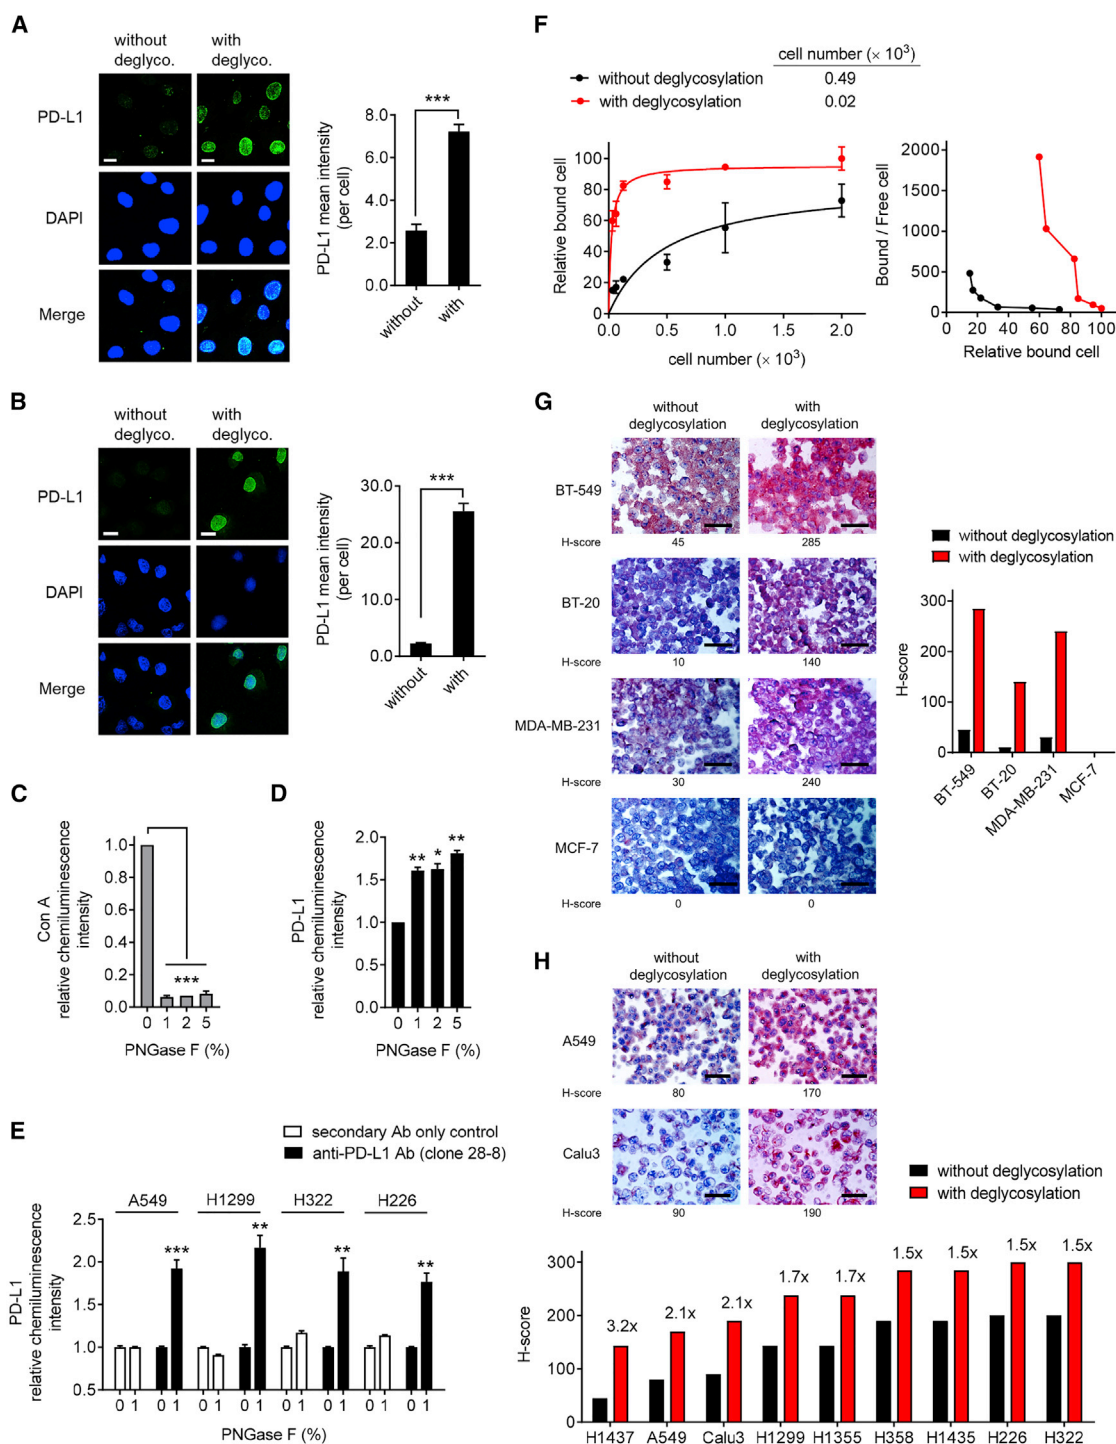 A
without
deglyco.
with
deglyco.
PD-L1
DAPI
Merge
PD-L1 mean intensity
(per cell)
8.0
6.0
4.0
2.0
0.0
***
without
with
B
without
deglyco.
with
deglyco.
PD-L1
DAPI
Merge
PD-L1 mean intensity
(per cell)
30.0
20.0
10.0
0.0
***
without
with
C
Con A
relative chemiluminescence
intensity
1.0
0.8
0.6
0.4
0.2
0.0
***
0 1 2 5
PNGase F (%)
D
PD-L1
relative chemiluminescence
intensity
2.0
1.5
1.0
0.5
0.0
** * **
0 1 2 5
PNGase F (%)
E
secondary Ab only control
anti-PD-L1 Ab (clone 28-8)
A549 H1299 H322 H226
PD-L1
relative chemiluminescence
intensity
2.5
2.0
1.5
1.0
0.5
*** ** ** **
0 1 0 1 0 1 0 1 0 1 0 1 0 1 0 1
PNGase F (%)
F
cell number (× 10³)
without deglycosylation 0.49
with deglycosylation 0.02
Relative bound cell
100
80
60
40
20
0
0.0 0.5 1.0 1.5 2.0
cell number (× 10³)
Bound / Free cell
2000
1500
1000
500
0
0 20 40 60 80 100
Relative bound cell
G
without
deglycosylation
with
deglycosylation
BT-549
H-score 45 285
BT-20
H-score 10 140
MDA-MB-231
H-score 30 240
MCF-7
H-score 0 0
without deglycosylation
with deglycosylation
H-score
300
200
100
0
BT-549
BT-20
MDA-MB-231
MCF-7
H
without
deglycosylation
with
deglycosylation
A549
H-score 80 170
Calu3
H-score 90 190
without deglycosylation
with deglycosylation
H-score
300
200
100
0
3.2x 2.1x 2.1x 1.7x 1.7x 1.5x 1.5x 1.5x 1.5x
H1437 A549 Calu3 H1299 H1355 H358 H1435 H226 H322